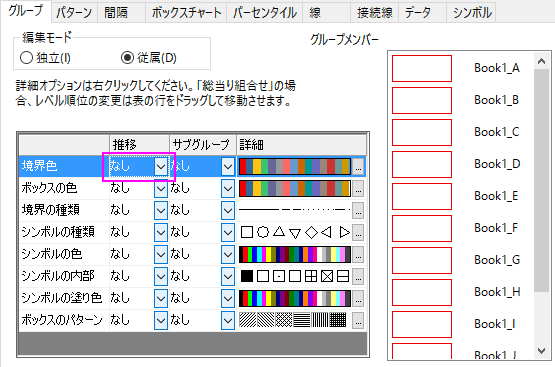 グループ パターン 間隔 ボックスチャート パーセンタイル 線 接続線 データ シンボル
編集モード
独立(I) 従属(D)
詳細オプションは右クリックしてください。「総当り組合せ」の場
合、レベル順位の変更は表の行をドラッグして移動させます。
推移 サブグループ 詳細
境界色 なし なし ...
ボックスの色 なし なし ...
境界の種類 なし なし ...
シンボルの種類 なし なし ...
シンボルの色 なし なし ...
シンボルの内部 なし なし ...
シンボルの塗り色 なし なし ...
ボックスのパターン なし なし ...
グループメンバー
Book1_A
Book1_B
Book1_C
Book1_D
Book1_E
Book1_F
Book1_G
Book1_H
Book1_I
Book1_J